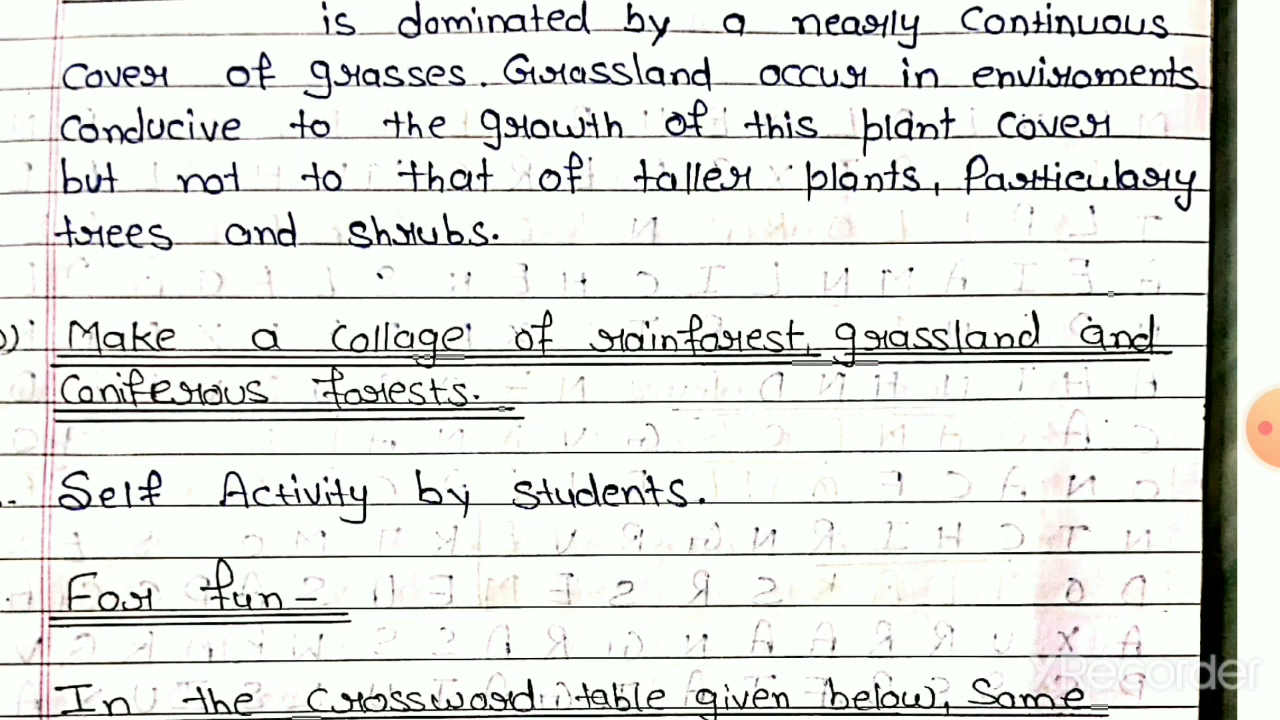 is dominated by a nearly continuous
cover of grasses. Grassland occur in enviroments
conducive to the growth of this plant cover
but not to that of taller plants, Particulary
trees and shrubs.
Make a collage of rainforest, grassland and
Coniferous forests.
Self Activity by students.
For fun -
In the crossword table given below, Some
XRecorder